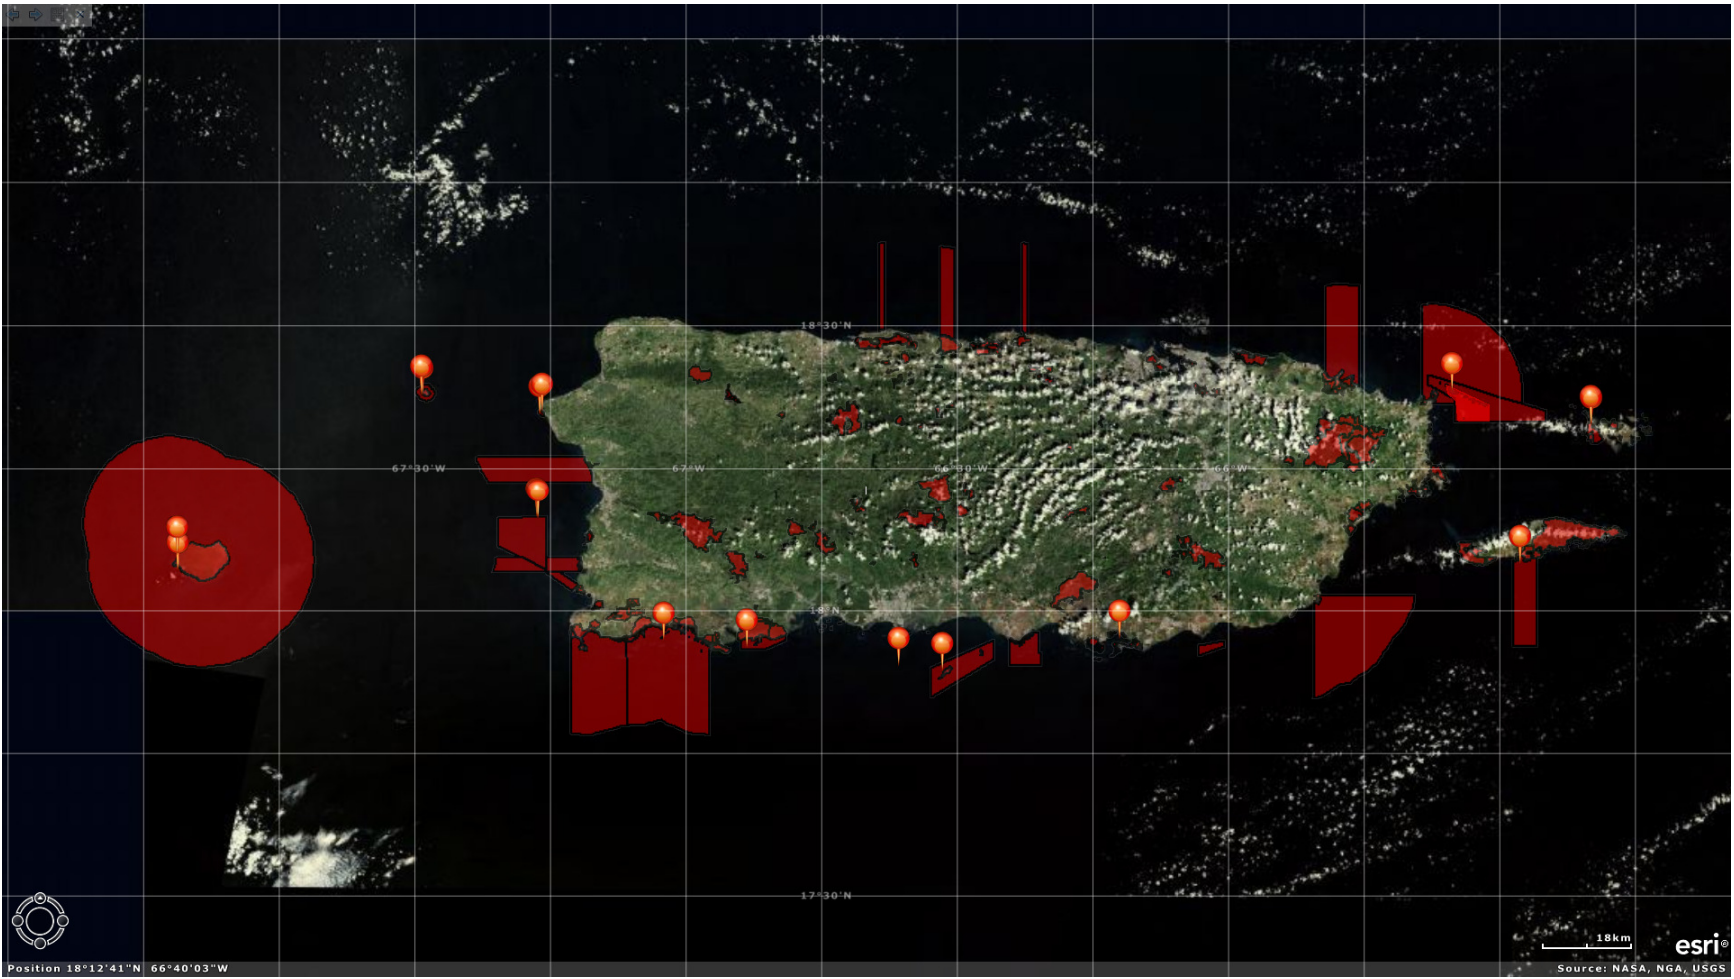 19°N
18°30'N
67°30'W 67°W 66°30'W 66°W
18°N
17°30'N
18km
esri®
Position 18°12'41"N 66°40'03"W
Source: NASA, NGA, USGS